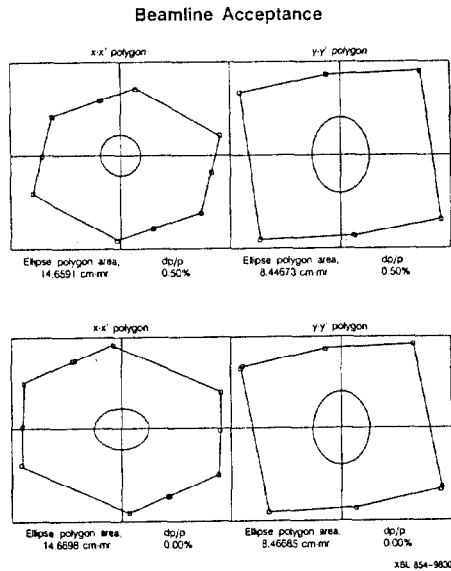 Beamline Acceptance
x-x' polygon
y-y' polygon
Ellipse polygon area,
14.6591 cm-mr
dp/p
0.50%
Ellipse polygon area,
8.44673 cm-mr
dp/p
0.50%
x-x' polygon
y-y' polygon
Ellipse polygon area,
14.6698 cm-mr
dp/p
0.00%
Ellipse polygon area,
8.46685 cm-mr
dp/p
0.00%
XBL 854-9830